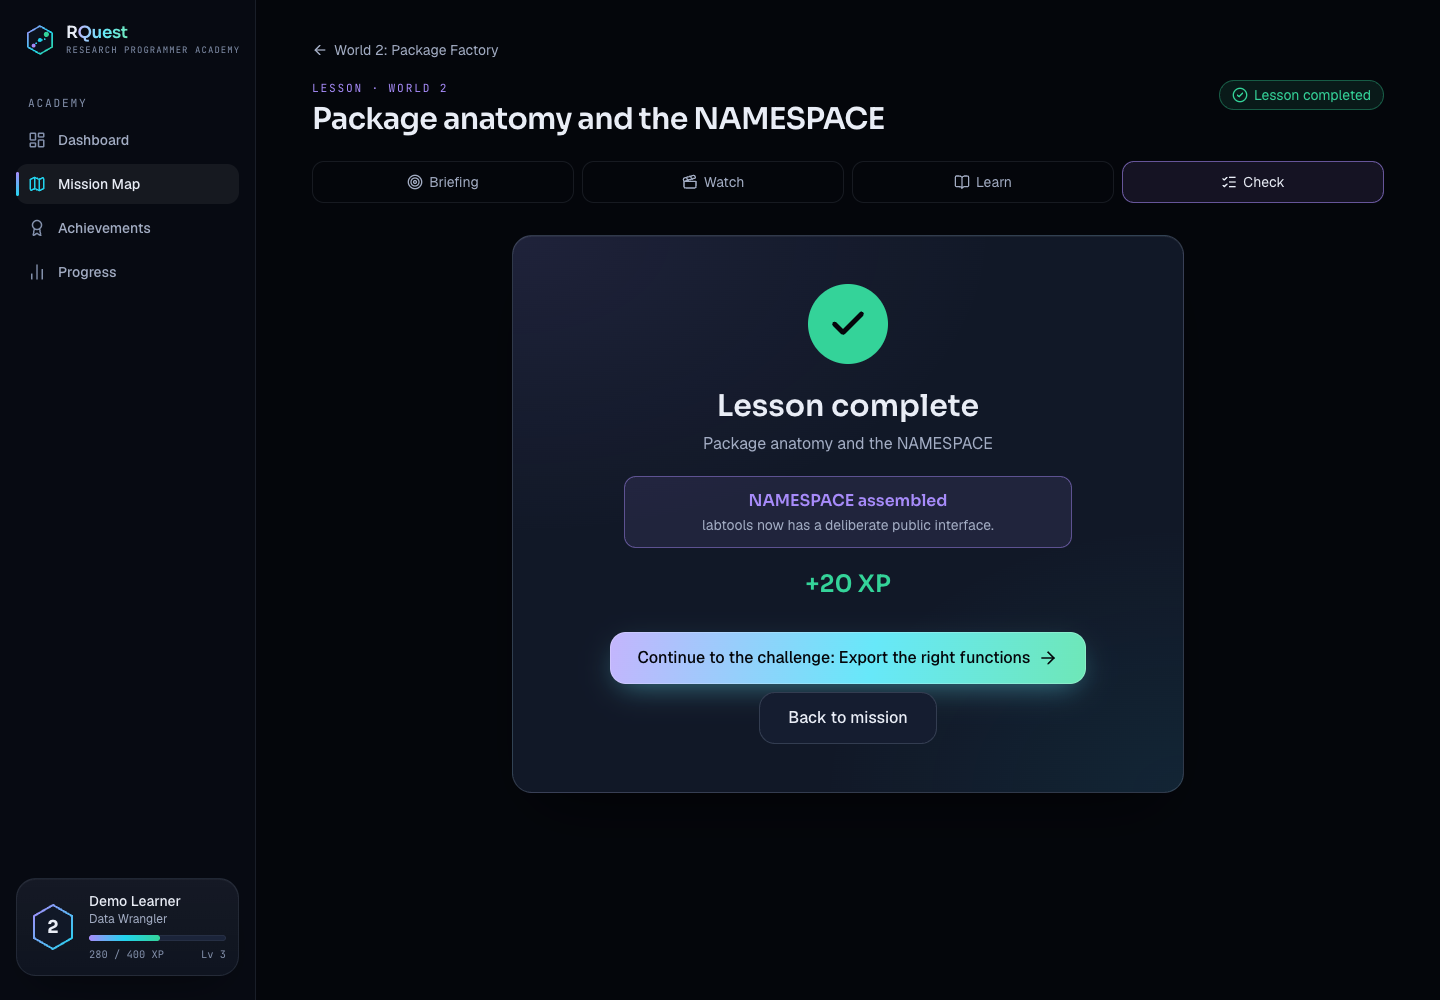 RQuest
RESEARCH PROGRAMMER ACADEMY
ACADEMY
Dashboard
Mission Map
Achievements
Progress
2
Demo Learner
Data Wrangler
280 / 400 XP
Lv 3
World 2: Package Factory
LESSON · WORLD 2
Package anatomy and the NAMESPACE
Lesson completed
Briefing
Watch
Learn
Check
Lesson complete
Package anatomy and the NAMESPACE
NAMESPACE assembled
labtools now has a deliberate public interface.
+20 XP
Continue to the challenge: Export the right functions
Back to mission